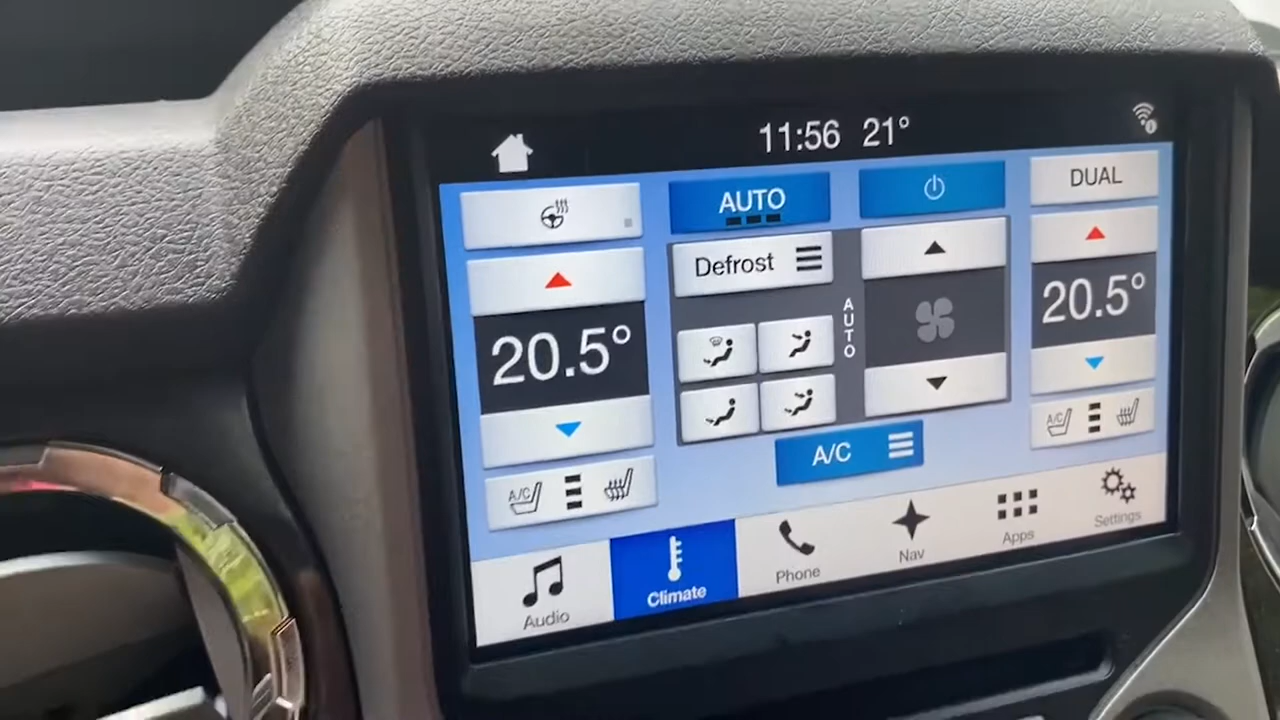 11:56 21°
AUTO
DUAL
Defrost
20.5°
AUTO
20.5°
A/C
A/C
A/C
Audio
Climate
Phone
Nav
Apps
Settings